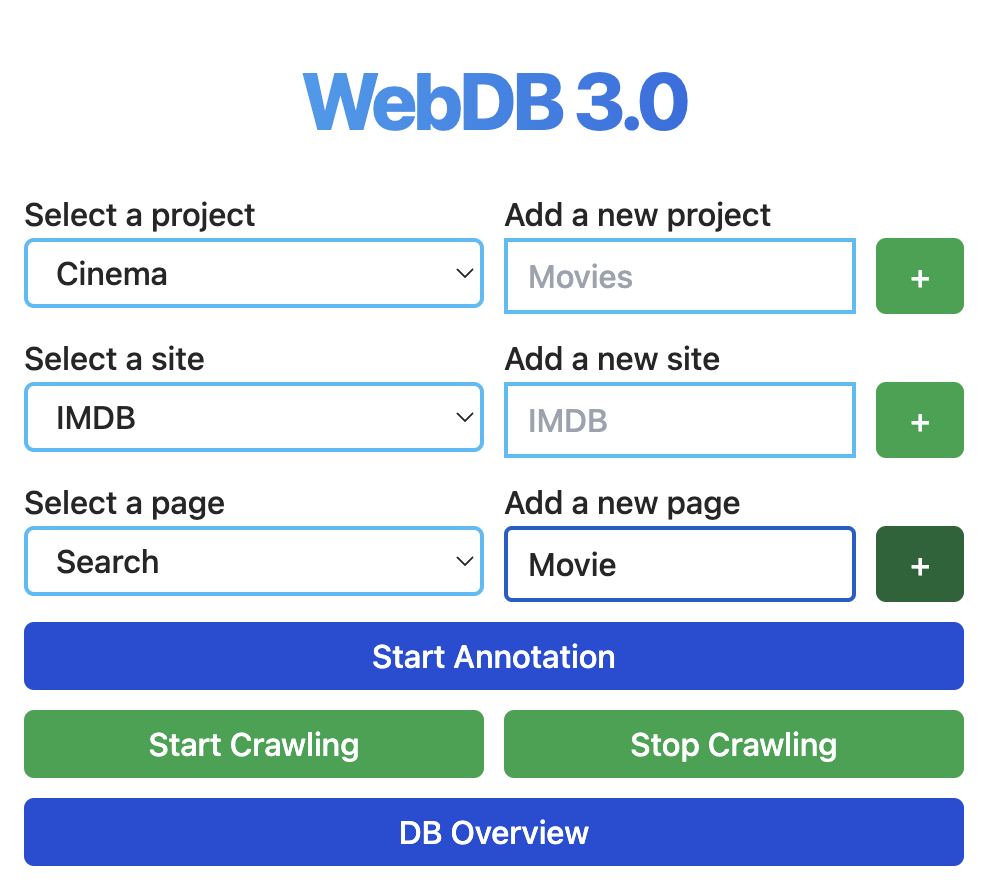 WebDB 3.0
Select a project
Add a new project
Cinema
Movies
+
Select a site
Add a new site
IMDB
IMDB
+
Select a page
Add a new page
Search
Movie
+
Start Annotation
Start Crawling
Stop Crawling
DB Overview